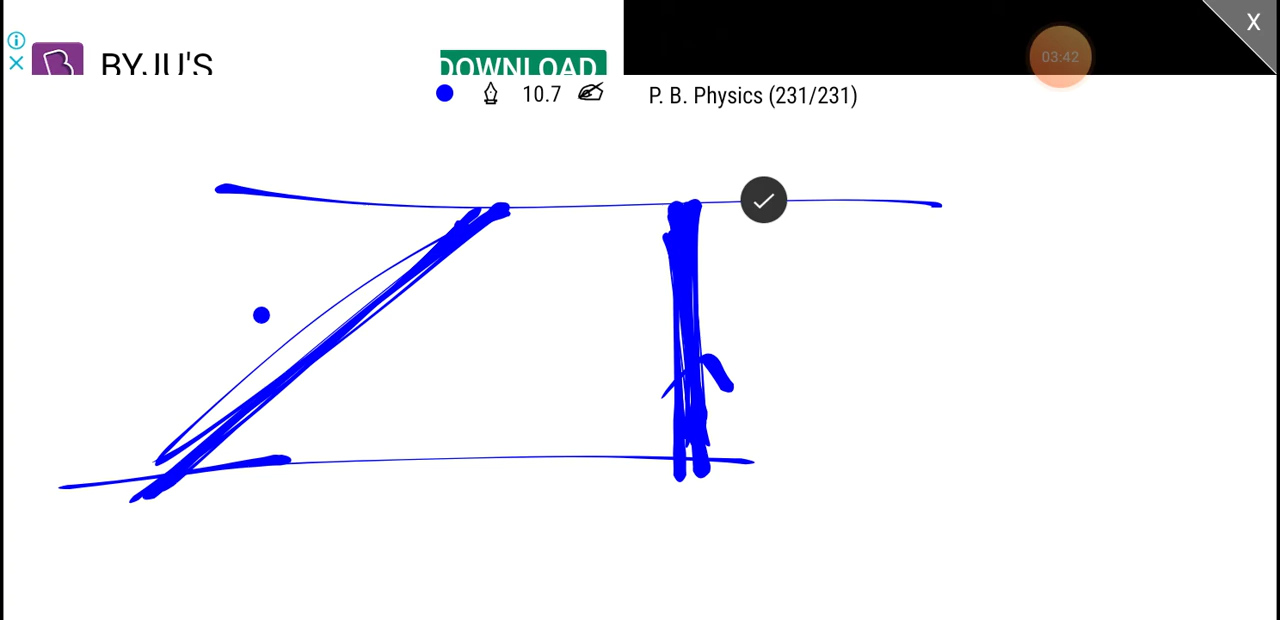 X
BYJU'S
DOWNLOAD
03:42
10.7
P. B. Physics (231/231)